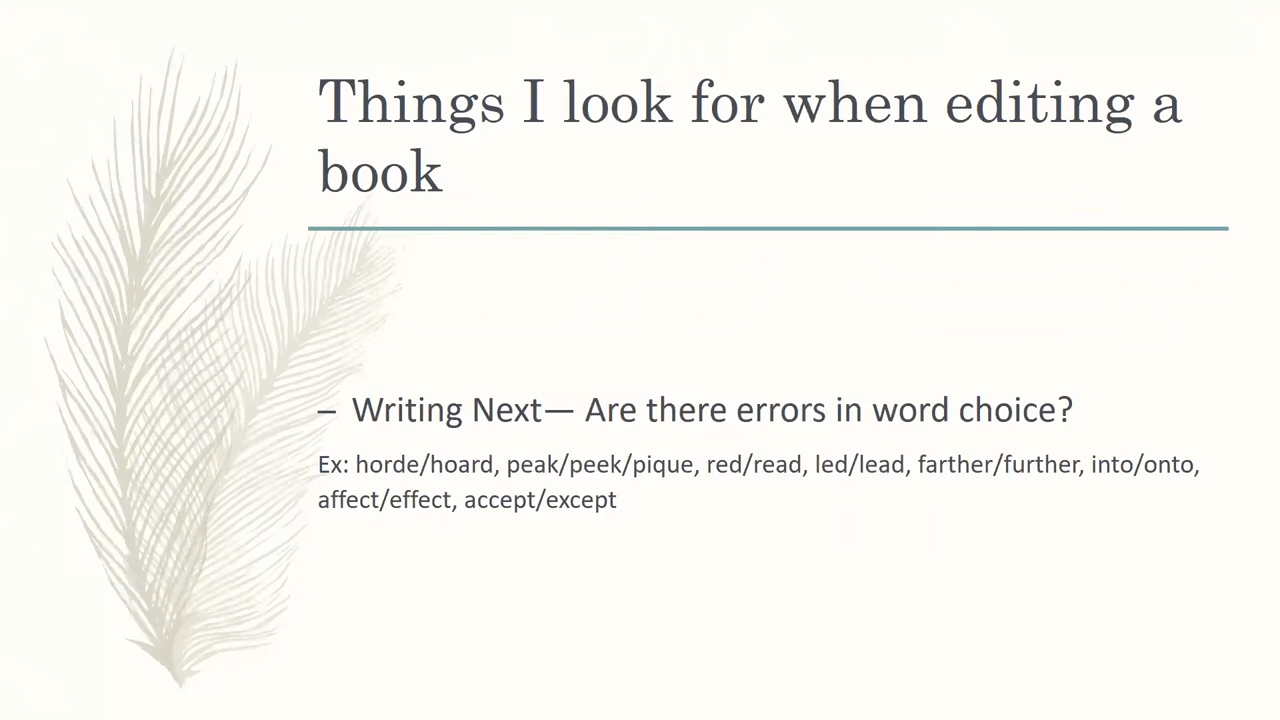 Things I look for when editing a
book
– Writing Next— Are there errors in word choice?
Ex: horde/hoard, peak/peek/pique, red/read, led/lead, farther/further, into/onto,
affect/effect, accept/except